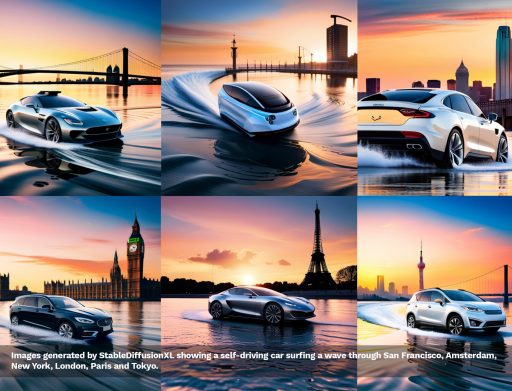 Images generated by StableDiffusionXL showing a self-driving car surfing a wave through San Francisco, Amsterdam,
New York, London, Paris and Tokyo.